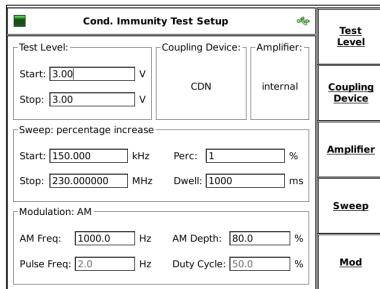 Cond. Immunity Test Setup
Test Level:
Start: 3.00 V
Stop: 3.00 V
Coupling Device:
CDN
Amplifier:
internal
Sweep: percentage increase
Start: 150.000 kHz Perc: 1 %
Stop: 230.000000 MHz Dwell: 1000 ms
Modulation: AM
AM Freq: 1000.0 Hz AM Depth: 80.0 %
Pulse Freq: 2.0 Hz Duty Cycle: 50.0 %
Test
Level
Coupling
Device
Amplifier
Sweep
Mod